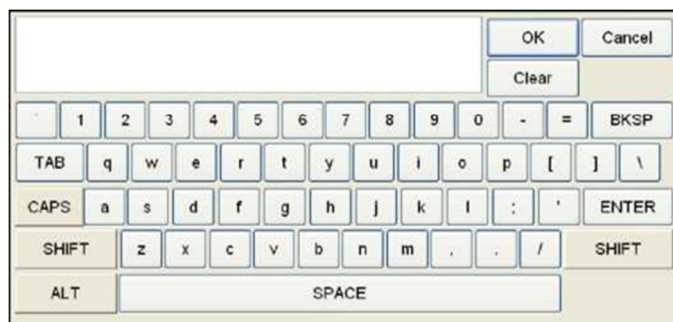 OK Cancel
Clear
` 1 2 3 4 5 6 7 8 9 0 - = BKSP
TAB q w e r t y u i o p [ ] \
CAPS a s d f g h j k l ; ' ENTER
SHIFT z x c v b n m , . / SHIFT
ALT SPACE